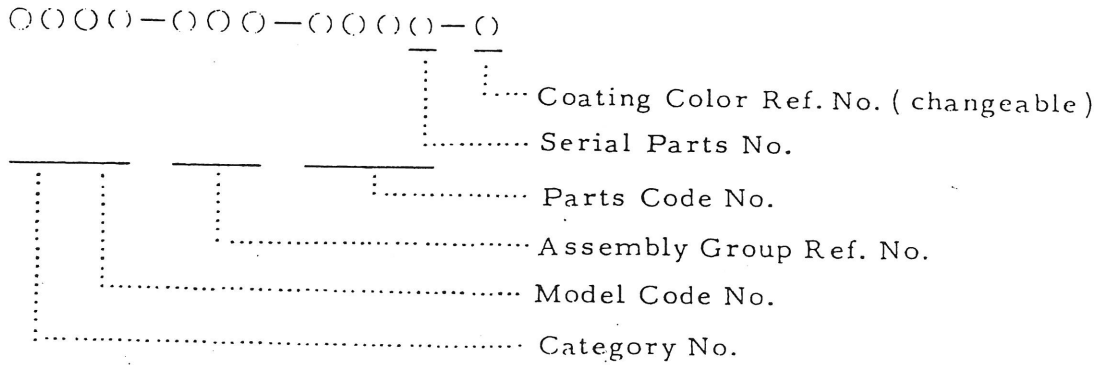 ○○○○—○○○—○○○○—○
Coating Color Ref. No. ( changeable )
Serial Parts No.
Parts Code No.
Assembly Group Ref. No.
Model Code No.
Category No.